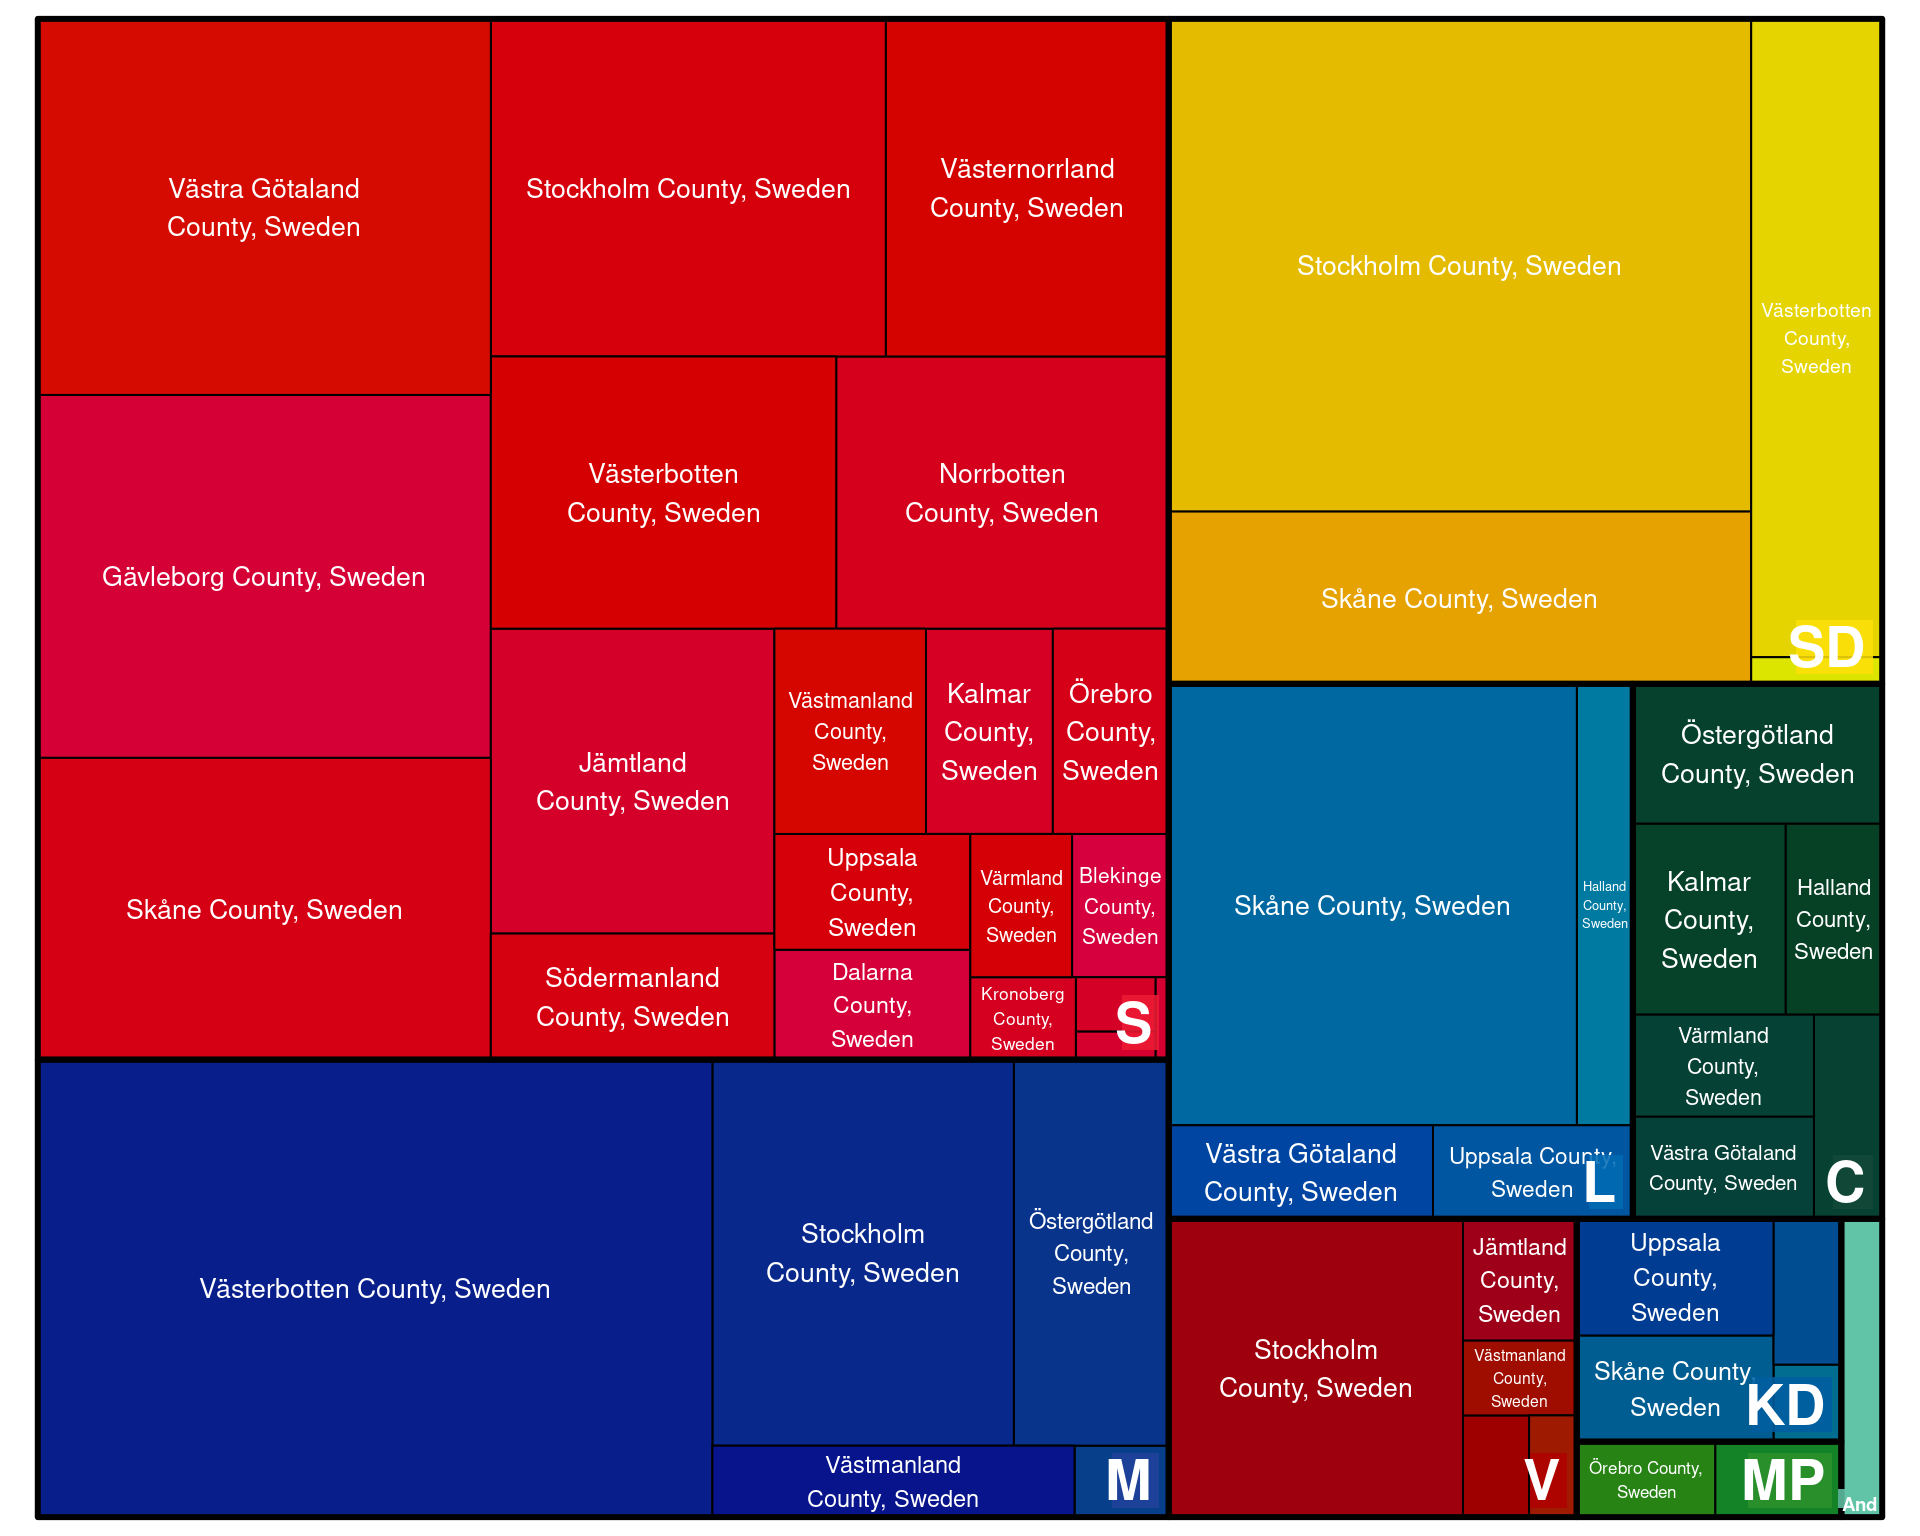 Västra Götaland
County, Sweden
Stockholm County, Sweden
Västernorrland
County, Sweden
Gävleborg County, Sweden
Västerbotten
County, Sweden
Norrbotten
County, Sweden
Skåne County, Sweden
Jämtland
County, Sweden
Västmanland
County,
Sweden
Kalmar
County,
Sweden
Örebro
County,
Sweden
Södermanland
County, Sweden
Uppsala
County,
Sweden
Värmland
County,
Sweden
Blekinge
County,
Sweden
Dalarna
County,
Sweden
Kronoberg
County,
Sweden
S
Västerbotten County, Sweden
Stockholm
County, Sweden
Östergötland
County,
Sweden
Västmanland
County, Sweden
M
Stockholm County, Sweden
Västerbotten
County,
Sweden
Skåne County, Sweden
SD
Skåne County, Sweden
Halland
County,
Sweden
Västra Götaland
County, Sweden
Uppsala County,
Sweden
L
Östergötland
County, Sweden
Kalmar
County,
Sweden
Halland
County,
Sweden
Värmland
County,
Sweden
Västra Götaland
County, Sweden
C
Stockholm
County, Sweden
Jämtland
County,
Sweden
Västmanland
County,
Sweden
V
Uppsala
County,
Sweden
Skåne County,
Sweden
KD
Örebro County,
Sweden
MP
And